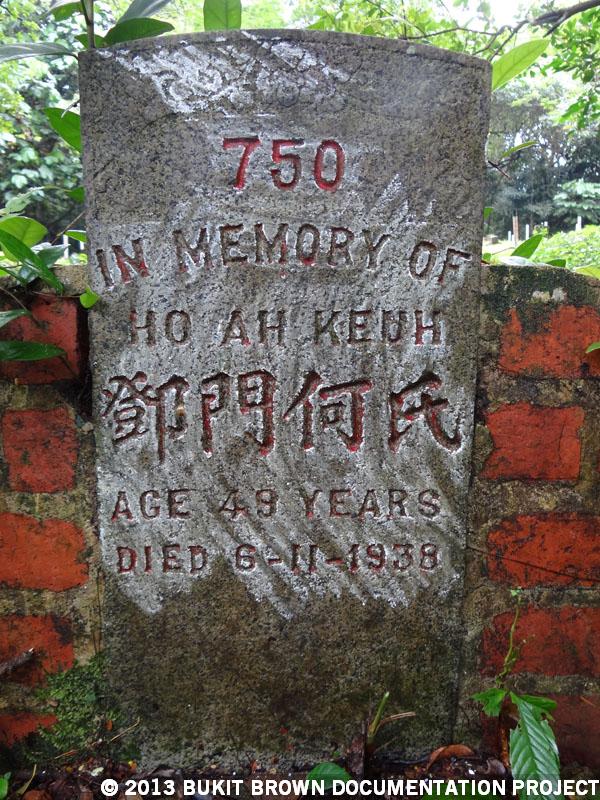 750
IN MEMORY OF
HO AH KEUH
鄧門何氏
AGE 49 YEARS
DIED 6-11-1938
© 2013 BUKIT BROWN DOCUMENTATION PROJECT